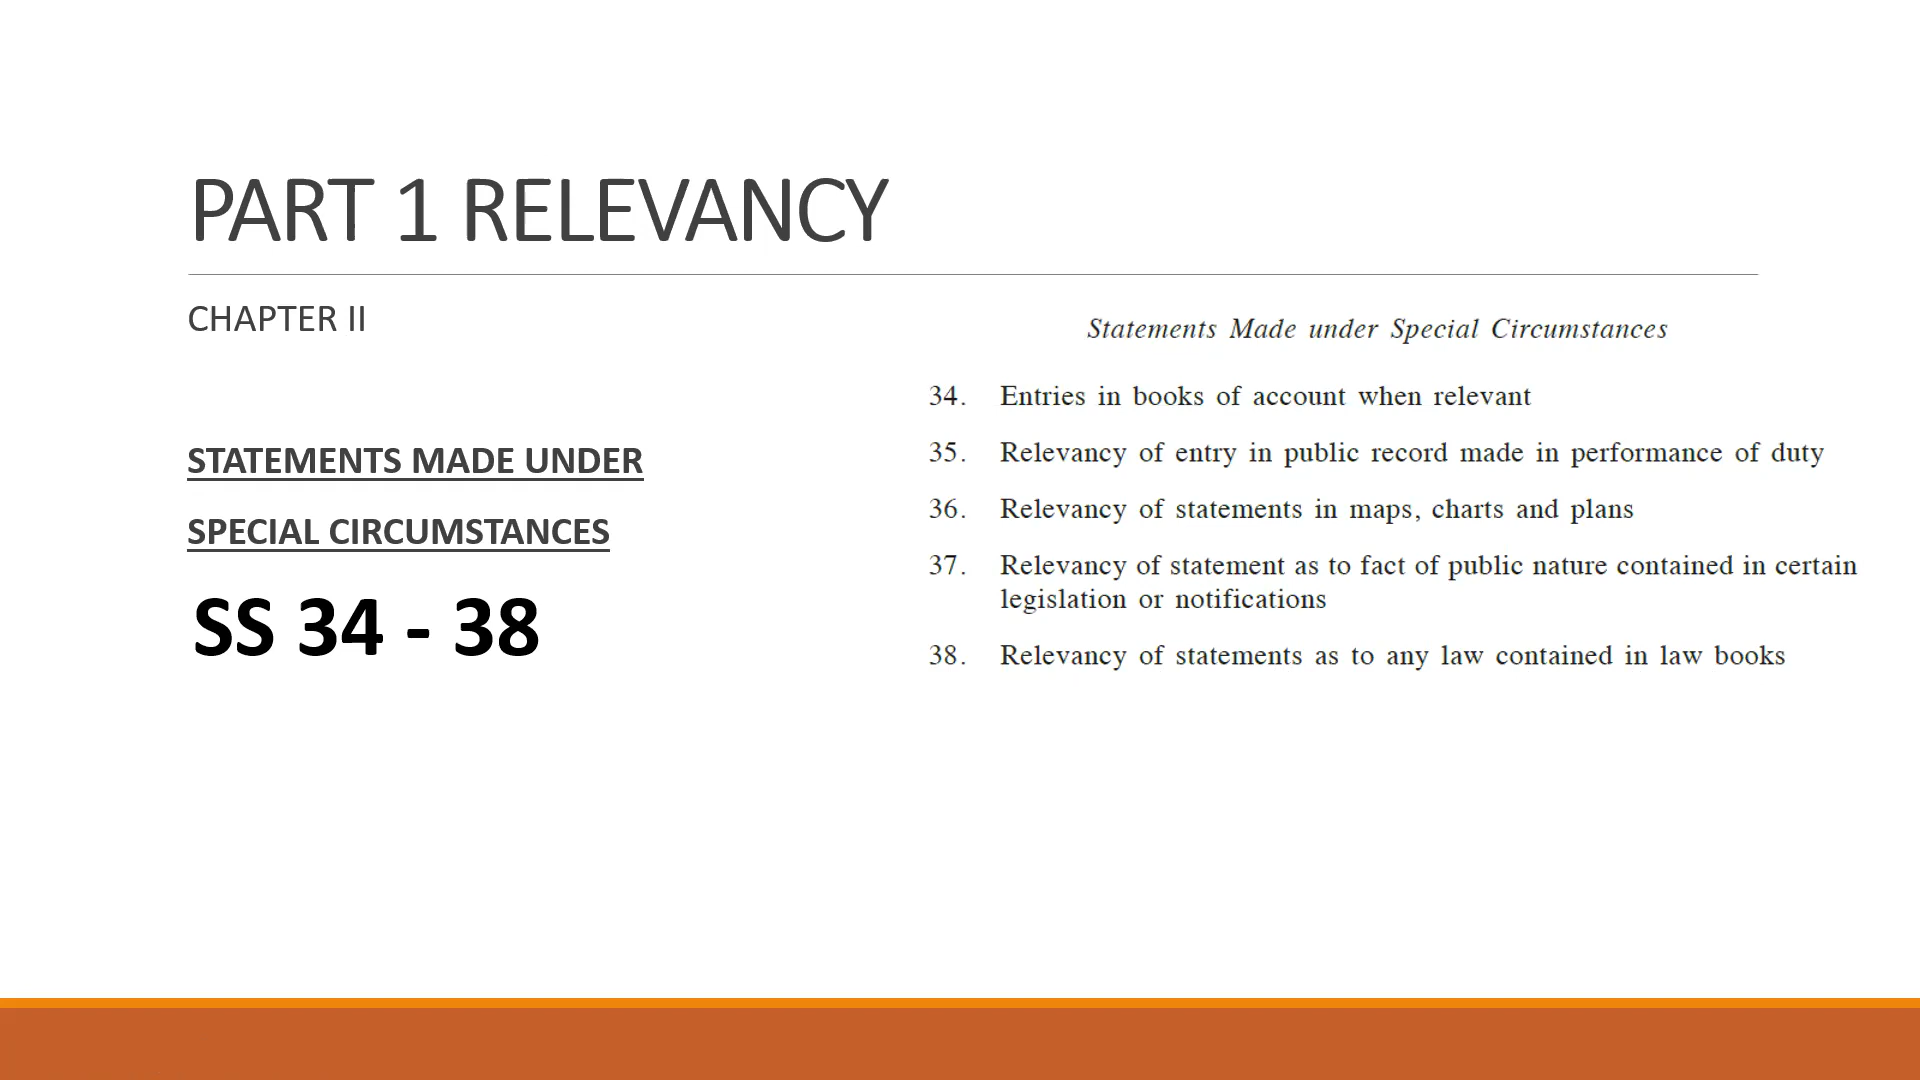 PART 1 RELEVANCY
CHAPTER II
STATEMENTS MADE UNDER
SPECIAL CIRCUMSTANCES
SS 34 - 38
Statements Made under Special Circumstances
34. Entries in books of account when relevant
35. Relevancy of entry in public record made in performance of duty
36. Relevancy of statements in maps, charts and plans
37. Relevancy of statement as to fact of public nature contained in certain
legislation or notifications
38. Relevancy of statements as to any law contained in law books